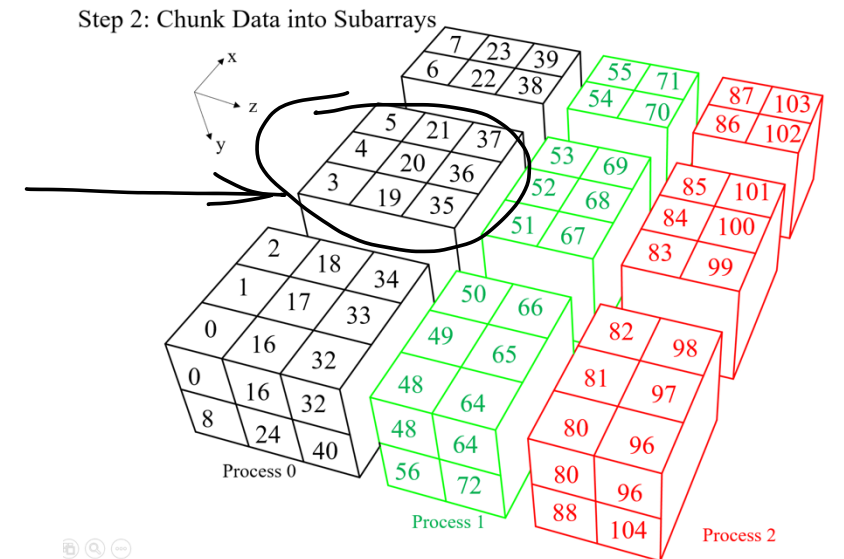 Step 2: Chunk Data into Subarrays
x
z
y
7 23 39
6 22 38
55 71
54 70
87 103
86 102
5 21 37
4 20 36
3 19 35
53 69
52 68
51 67
85 101
84 100
83 99
2 18 34
1 17 33
0 16 32
0 16 32
8 24 40
Process 0
50 66
49 65
48 64
48 64
56 72
Process 1
82 98
81 97
80 96
80 96
88 104
Process 2